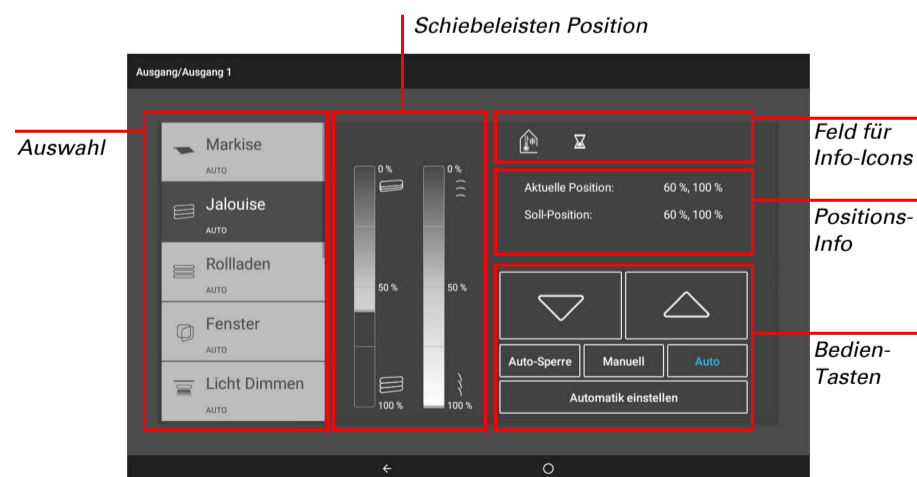 Schiebeleisten Position
Ausgang/Ausgang 1
Auswahl
Markise
AUTO
Jalouise
AUTO
Rollladen
AUTO
Fenster
AUTO
Licht Dimmen
AUTO
0 %
0 %
50 %
50 %
100 %
100 %
Feld für
Info-Icons
Aktuelle Position: 60 %, 100 %
Soll-Position: 60 %, 100 %
Positions-
Info
Auto-Sperre
Manuell
Auto
Automatik einstellen
Bedien-
Tasten